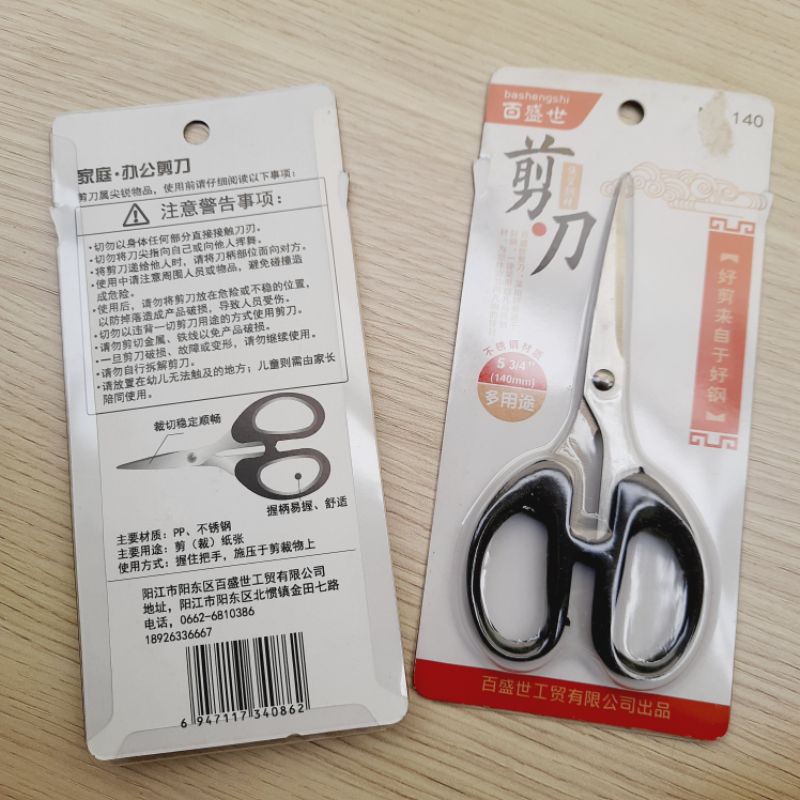 家庭·办公剪刀
剪刀属尖锐物品，使用前请仔细阅读以下事项：
注意警告事项：
·切勿以身体任何部分直接接触刀刃。
·切勿将刀尖指向自己或向他人挥舞。
·将剪刀递给他人时，请将刀柄部位面向对方。
·使用中请注意周围人员或物品，避免碰撞造
成危险。
·使用后，请勿将剪刀放在危险或不稳的位置，
以防掉落造成产品破损，导致人员受伤。
·切勿以违背一切剪刀用途的方式使用剪刀。
·请勿剪切金属、铁线以免产品破损。
·一旦剪刀破损、故障或变形，请勿继续使用。
·请勿自行拆解剪刀。
·请放置在幼儿无法触及的地方；儿童则需由家长
陪同使用。
裁切稳定顺畅
握柄易握、舒适
主要材质：PP、不锈钢
主要用途：剪（裁）纸张
使用方式：握住把手，施压于剪裁物上
阳江市阳东区百盛世工贸有限公司
地址，阳江市阳东区北惯镇金田七路
电话，0662-6810386
18926336667
6 947117 340862
bashengshi
百盛世
140
剪刀
不锈钢材质
5 3/4"
(140mm)
多用途
【好剪来自于好钢】
百盛世工贸有限公司出品